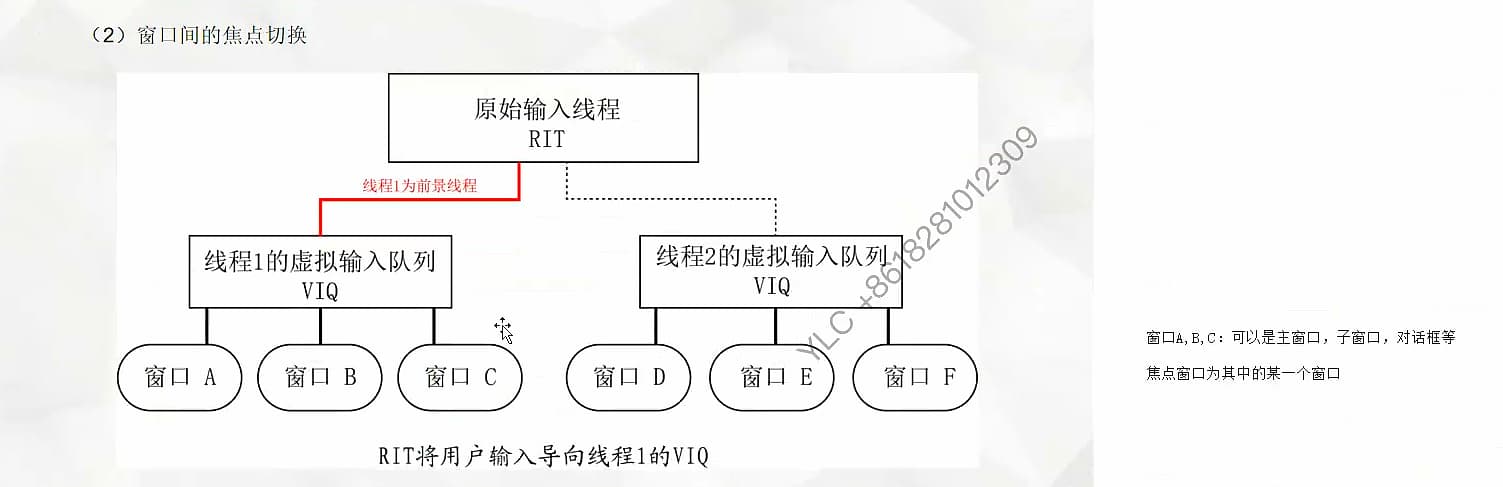 （2）窗口间的焦点切换
原始输入线程
RIT
线程1为前景线程
线程1的虚拟输入队列
VIQ
线程2的虚拟输入队列
VIQ
窗口 A
窗口 B
窗口 C
窗口 D
窗口 E
窗口 F
RIT将用户输入导向线程1的VIQ
YLC +8618281012309
窗口A,B,C：可以是主窗口，子窗口，对话框等
焦点窗口为其中的某一个窗口